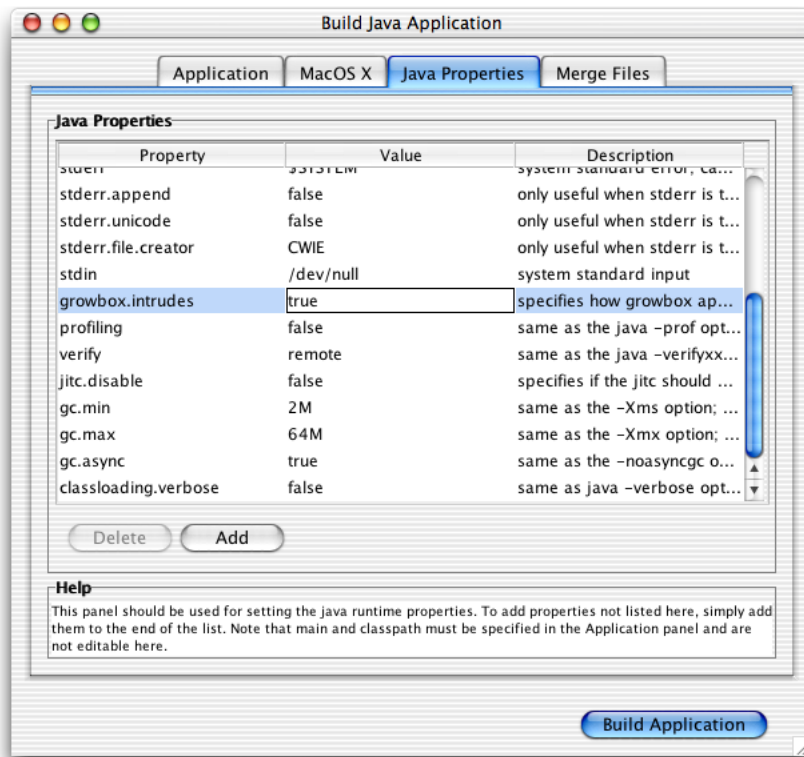 Build Java Application
Application MacOS X Java Properties Merge Files
Java Properties
Property Value Description
stderr $SYSTEM system standard error; ca...
stderr.append false only useful when stderr is t...
stderr.unicode false only useful when stderr is t...
stderr.file.creator CWIE only useful when stderr is t...
stdin /dev/null system standard input
growbox.intrudes true specifies how growbox ap...
profiling false same as the java -prof opt...
verify remote same as the java -verifyxx...
jitc.disable false specifies if the jitc should ...
gc.min 2M same as the -Xms option; ...
gc.max 64M same as the -Xmx option; ...
gc.async true same as the -noasyncgc o...
classloading.verbose false same as java -verbose opt...
Delete Add
Help
This panel should be used for setting the java runtime properties. To add properties not listed here, simply add
them to the end of the list. Note that main and classpath must be specified in the Application panel and are
not editable here.
Build Application